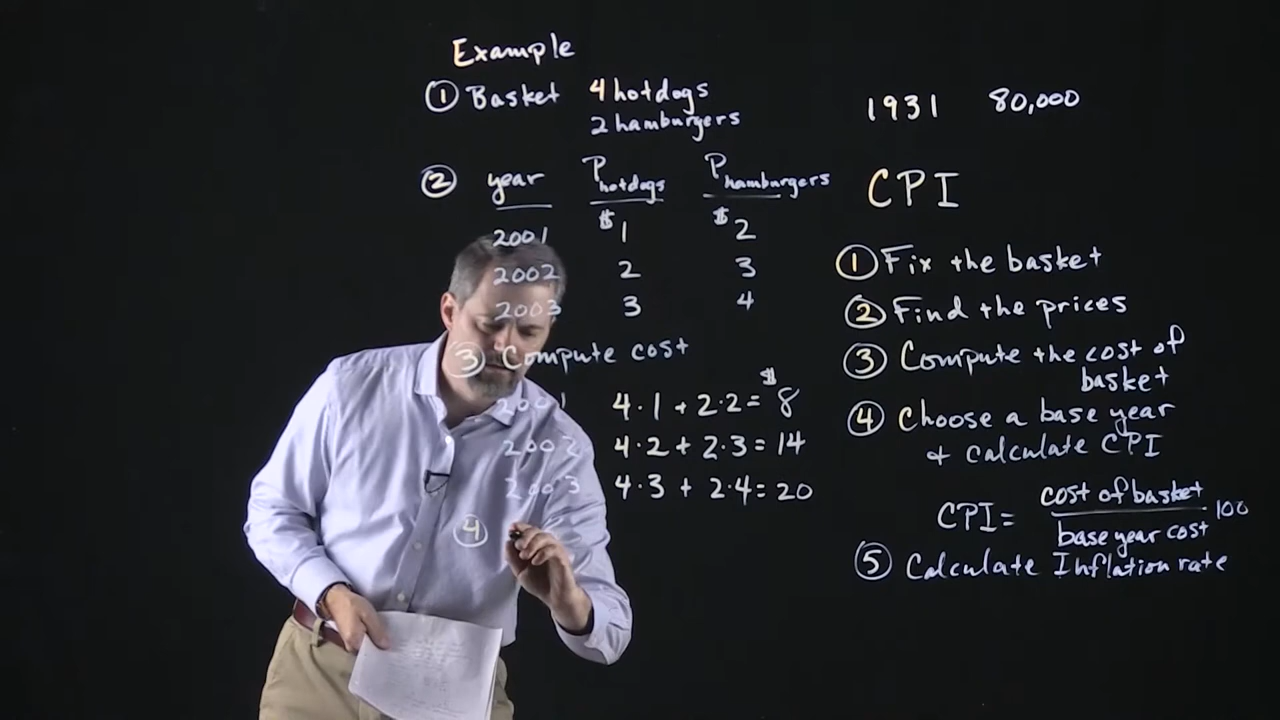 Example
① Basket 4 hotdogs
2 hamburgers
② year P hotdogs P hamburgers
2001 $1 $2
2002 2 3
2003 3 4
③ Compute cost
2001 4·1 + 2·2 = $8
2002 4·2 + 2·3 = 14
2003 4·3 + 2·4 = 20
④
1931 80,000
CPI
① Fix the basket
② Find the prices
③ Compute the cost of
basket
④ Choose a base year
+ calculate CPI
CPI = cost of basket / base year cost 100
⑤ Calculate Inflation rate